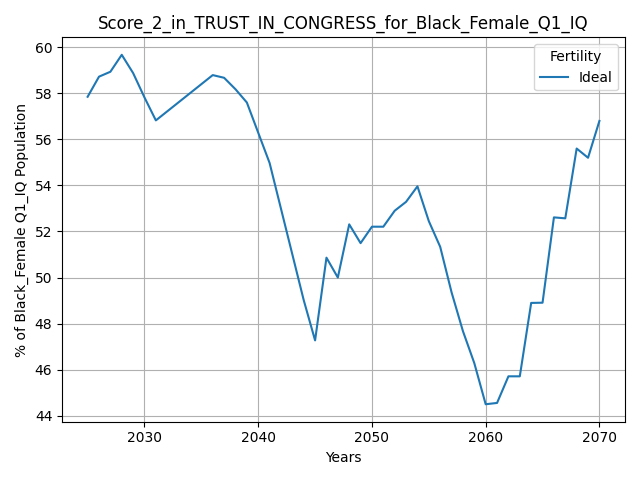 Score_2_in_TRUST_IN_CONGRESS_for_Black_Female_Q1_IQ
Fertility
Ideal
% of Black_Female Q1_IQ Population
60
58
56
54
52
50
48
46
44
2030 2040 2050 2060 2070
Years